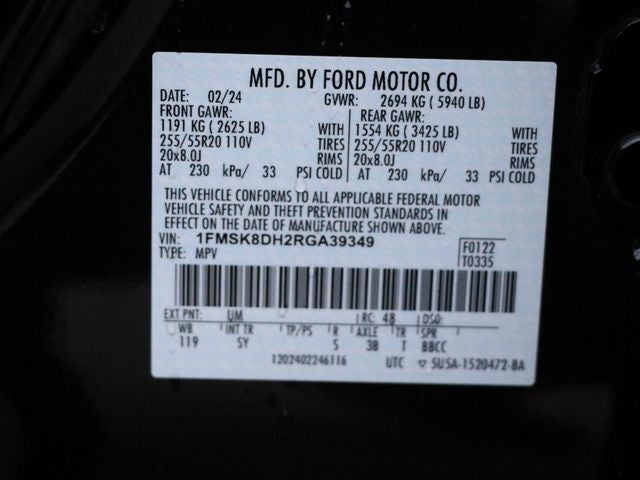 MFD. BY FORD MOTOR CO.
DATE: 02/24 GVWR: 2694 KG ( 5940 LB)
FRONT GAWR: REAR GAWR:
1191 KG ( 2625 LB) WITH 1554 KG ( 3425 LB) WITH
255/55R20 110V TIRES 255/55R20 110V TIRES
20x8.0J RIMS 20x8.0J RIMS
AT 230 kPa/ 33 PSI COLD AT 230 kPa/ 33 PSI COLD
THIS VEHICLE CONFORMS TO ALL APPLICABLE FEDERAL MOTOR
VEHICLE SAFETY AND THEFT PREVENTION STANDARDS IN
EFFECT ON THE DATE OF MANUFACTURE SHOWN ABOVE.
VIN: 1FMSK8DH2RGA39349 F0122
TYPE: MPV T0335
EXT PNT: UM RC: 48 DSO:
WB INT TR TP/PS R AXLE TR SPR
119 SY S 3B T BBCC
1202402246116 UTC ▽ 5U5A-1520472-BA